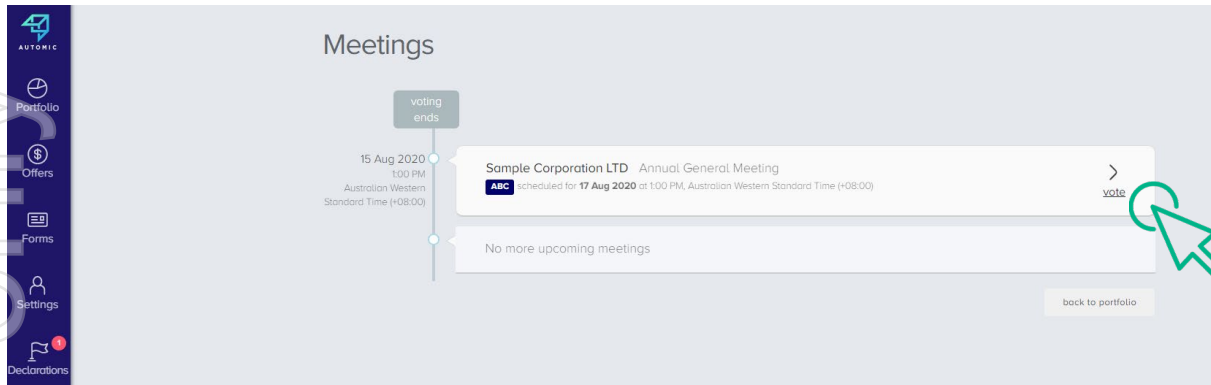 AUTOMIC
Portfolio
Offers
Forms
Settings
1
Declarations
Meetings
voting
ends
15 Aug 2020
1:00 PM
Australian Western
Standard Time (+08:00)
Sample Corporation LTD Annual General Meeting
ABC scheduled for 17 Aug 2020 at 1:00 PM, Australian Western Standard Time (+08:00)
vote
No more upcoming meetings
back to portfolio